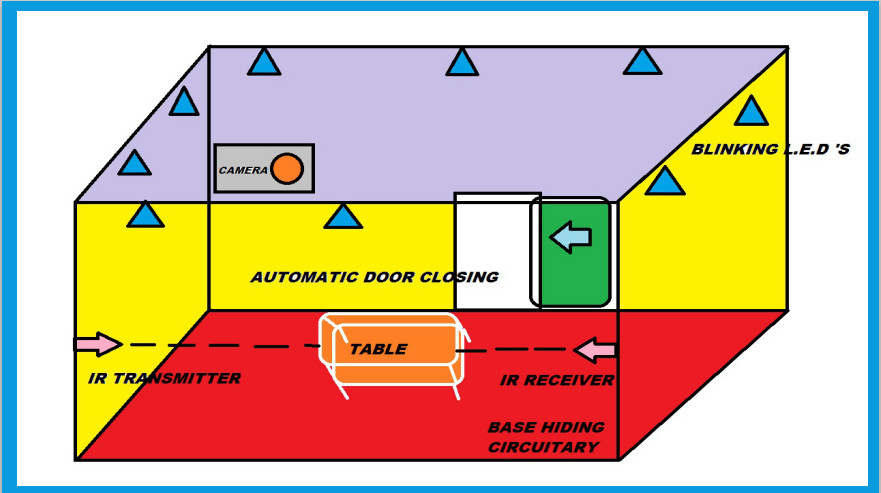 BLINKING L.E.D 'S
CAMERA
AUTOMATIC DOOR CLOSING
TABLE
IR TRANSMITTER
IR RECEIVER
BASE HIDING
CIRCUITARY